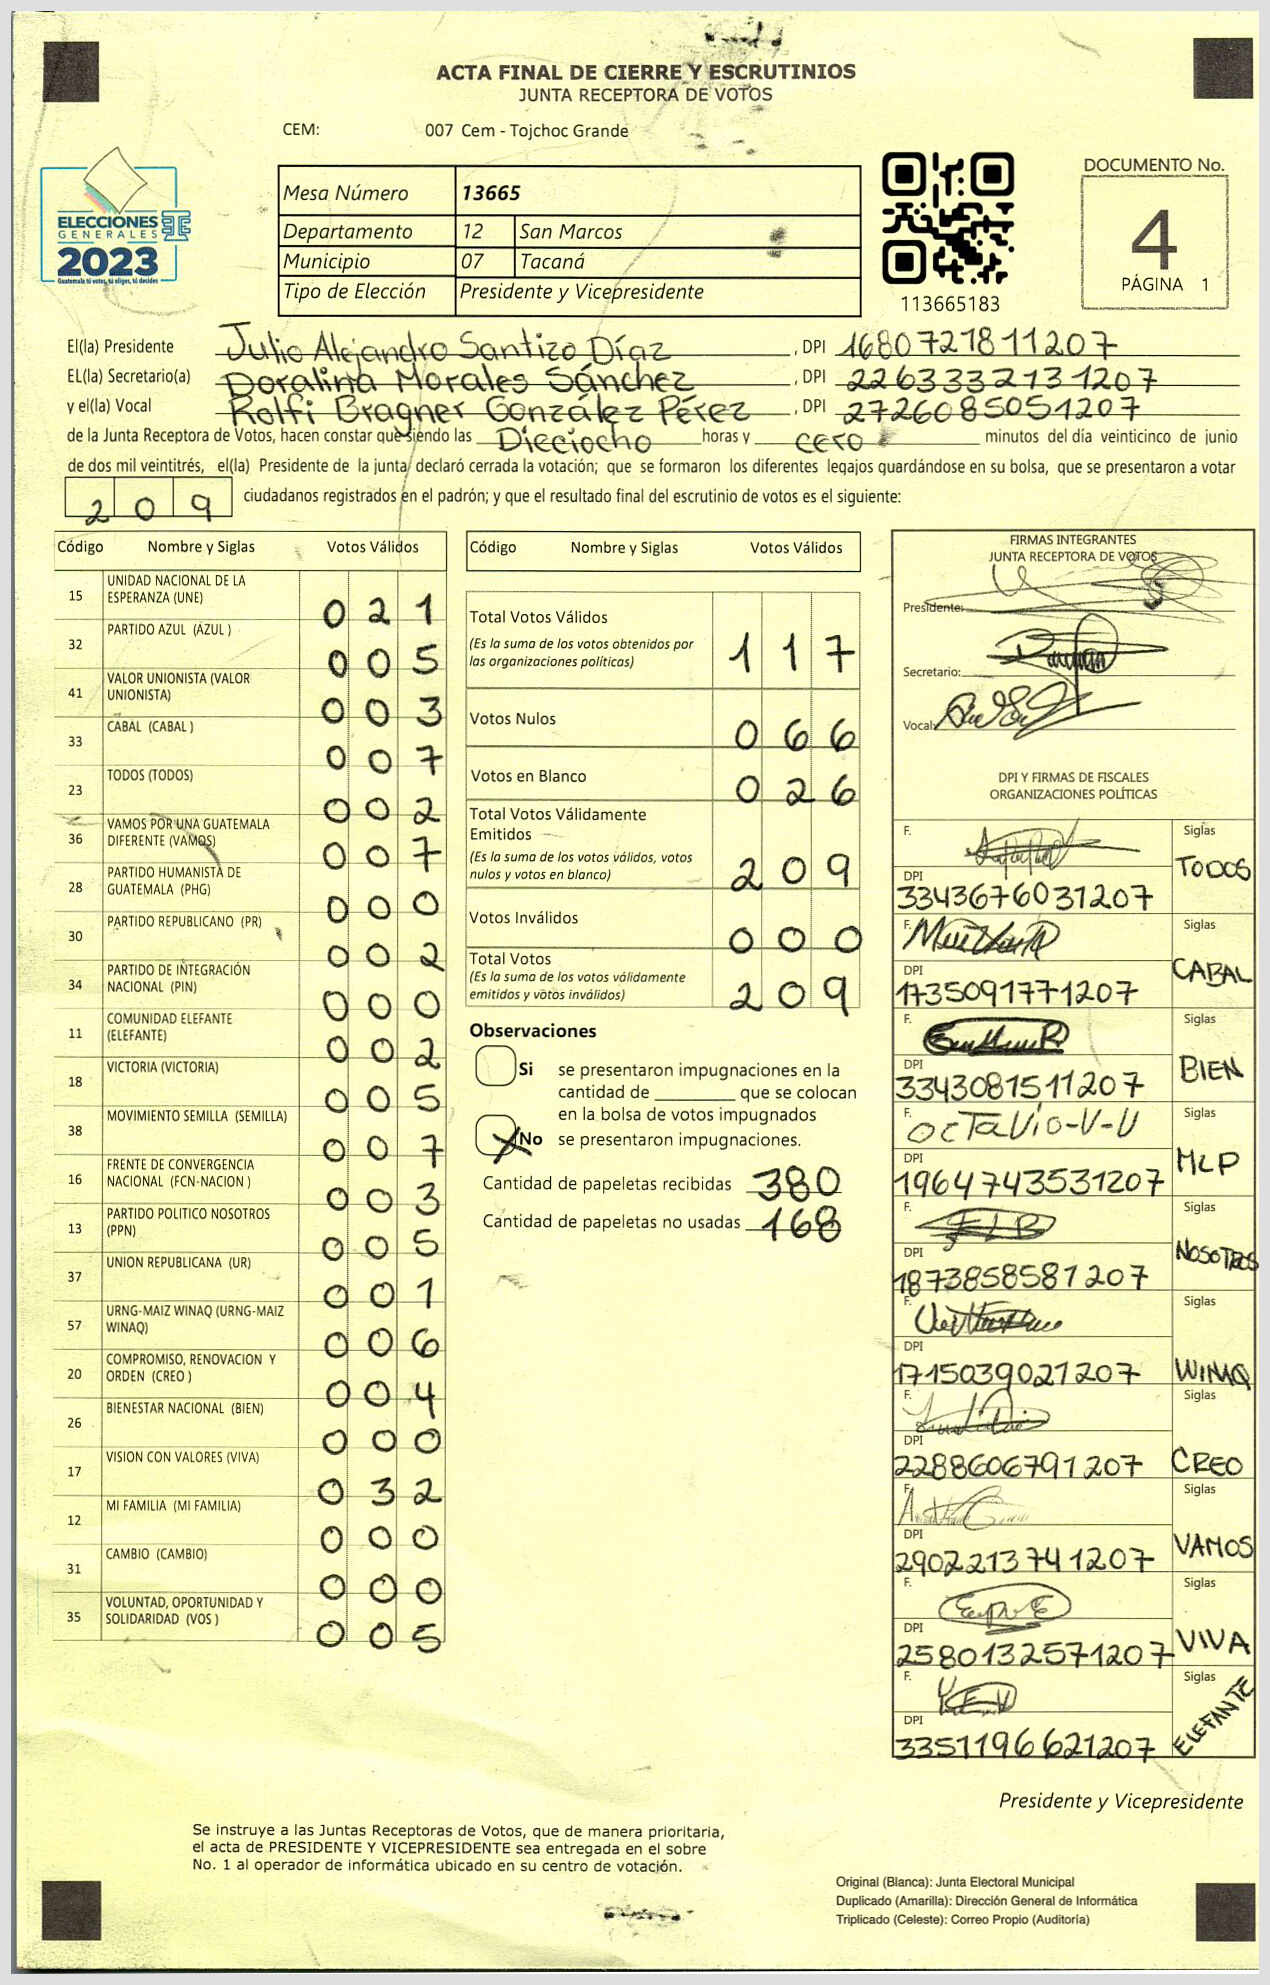 ACTA FINAL DE CIERRE Y ESCRUTINIOS
JUNTA RECEPTORA DE VOTOS
CEM: 007 Cem - Tojchoc Grande
ELECCIONES
GENERALES
2023
Guatemala tú votas, tú eliges, tú decides
Mesa Número 13665
Departamento 12 San Marcos
Municipio 07 Tacaná
Tipo de Elección Presidente y Vicepresidente
113665183
DOCUMENTO No.
4
PÁGINA 1
El(la) Presidente Julio Alejandro Santizo Díaz, DPI 1680721811207
EL(la) Secretario(a) Doralina Morales Sánchez, DPI 2263332131207
y el(la) Vocal Rolfi Bragner González Pérez, DPI 2726085051207
de la Junta Receptora de Votos, hacen constar que siendo las Dieciocho horas y cero minutos del día veinticinco de junio
de dos mil veintitrés, el(la) Presidente de la junta declaró cerrada la votación; que se formaron los diferentes legajos guardándose en su bolsa, que se presentaron a votar
209 ciudadanos registrados en el padrón; y que el resultado final del escrutinio de votos es el siguiente:
Código Nombre y Siglas Votos Válidos
15 UNIDAD NACIONAL DE LA ESPERANZA (UNE) 021
32 PARTIDO AZUL (AZUL ) 005
41 VALOR UNIONISTA (VALOR UNIONISTA) 003
33 CABAL (CABAL ) 007
23 TODOS (TODOS) 002
36 VAMOS POR UNA GUATEMALA DIFERENTE (VAMOS) 007
28 PARTIDO HUMANISTA DE GUATEMALA (PHG) 000
30 PARTIDO REPUBLICANO (PR) 002
34 PARTIDO DE INTEGRACIÓN NACIONAL (PIN) 000
11 COMUNIDAD ELEFANTE (ELEFANTE) 002
18 VICTORIA (VICTORIA) 005
38 MOVIMIENTO SEMILLA (SEMILLA) 007
16 FRENTE DE CONVERGENCIA NACIONAL (FCN-NACION ) 003
13 PARTIDO POLITICO NOSOTROS (PPN) 005
37 UNION REPUBLICANA (UR) 001
57 URNG-MAIZ WINAQ (URNG-MAIZ WINAQ) 006
20 COMPROMISO, RENOVACION Y ORDEN (CREO ) 004
26 BIENESTAR NACIONAL (BIEN) 000
17 VISION CON VALORES (VIVA) 032
12 MI FAMILIA (MI FAMILIA) 000
31 CAMBIO (CAMBIO) 000
35 VOLUNTAD, OPORTUNIDAD Y SOLIDARIDAD (VOS ) 005
Código Nombre y Siglas Votos Válidos
Total Votos Válidos 117
(Es la suma de los votos obtenidos por
las organizaciones políticas)
Votos Nulos 066
Votos en Blanco 026
Total Votos Válidamente
Emitidos 209
(Es la suma de los votos válidos, votos
nulos y votos en blanco)
Votos Inválidos 000
Total Votos 209
(Es la suma de los votos válidamente
emitidos y votos inválidos)
Observaciones
Si se presentaron impugnaciones en la
cantidad de ________ que se colocan
en la bolsa de votos impugnados
X No se presentaron impugnaciones.
Cantidad de papeletas recibidas 380
Cantidad de papeletas no usadas 168
FIRMAS INTEGRANTES
JUNTA RECEPTORA DE VOTOS
Presidente:
Secretario:
Vocal:
DPI Y FIRMAS DE FISCALES
ORGANIZACIONES POLÍTICAS
F. Siglas TODOS
DPI 3343676031207
F. Siglas CABAL
DPI 1735091771207
F. Siglas BIEN
DPI 3343081511207
F. Octavio-V-V Siglas MLP
DPI 1964743531207
F. Siglas NOSOTROS
DPI 1873858581207
F. Siglas WINAQ
DPI 1715039021207
F. Siglas CREO
DPI 2288606791207
F. Siglas VAMOS
DPI 2902213741207
F. Siglas VIVA
DPI 2580132571207
F. Siglas ELEFANTE
DPI 3351196621207
Presidente y Vicepresidente
Se instruye a las Juntas Receptoras de Votos, que de manera prioritaria,
el acta de PRESIDENTE Y VICEPRESIDENTE sea entregada en el sobre
No. 1 al operador de informática ubicado en su centro de votación.
Original (Blanca): Junta Electoral Municipal
Duplicado (Amarilla): Dirección General de Informática
Triplicado (Celeste): Correo Propio (Auditoría)